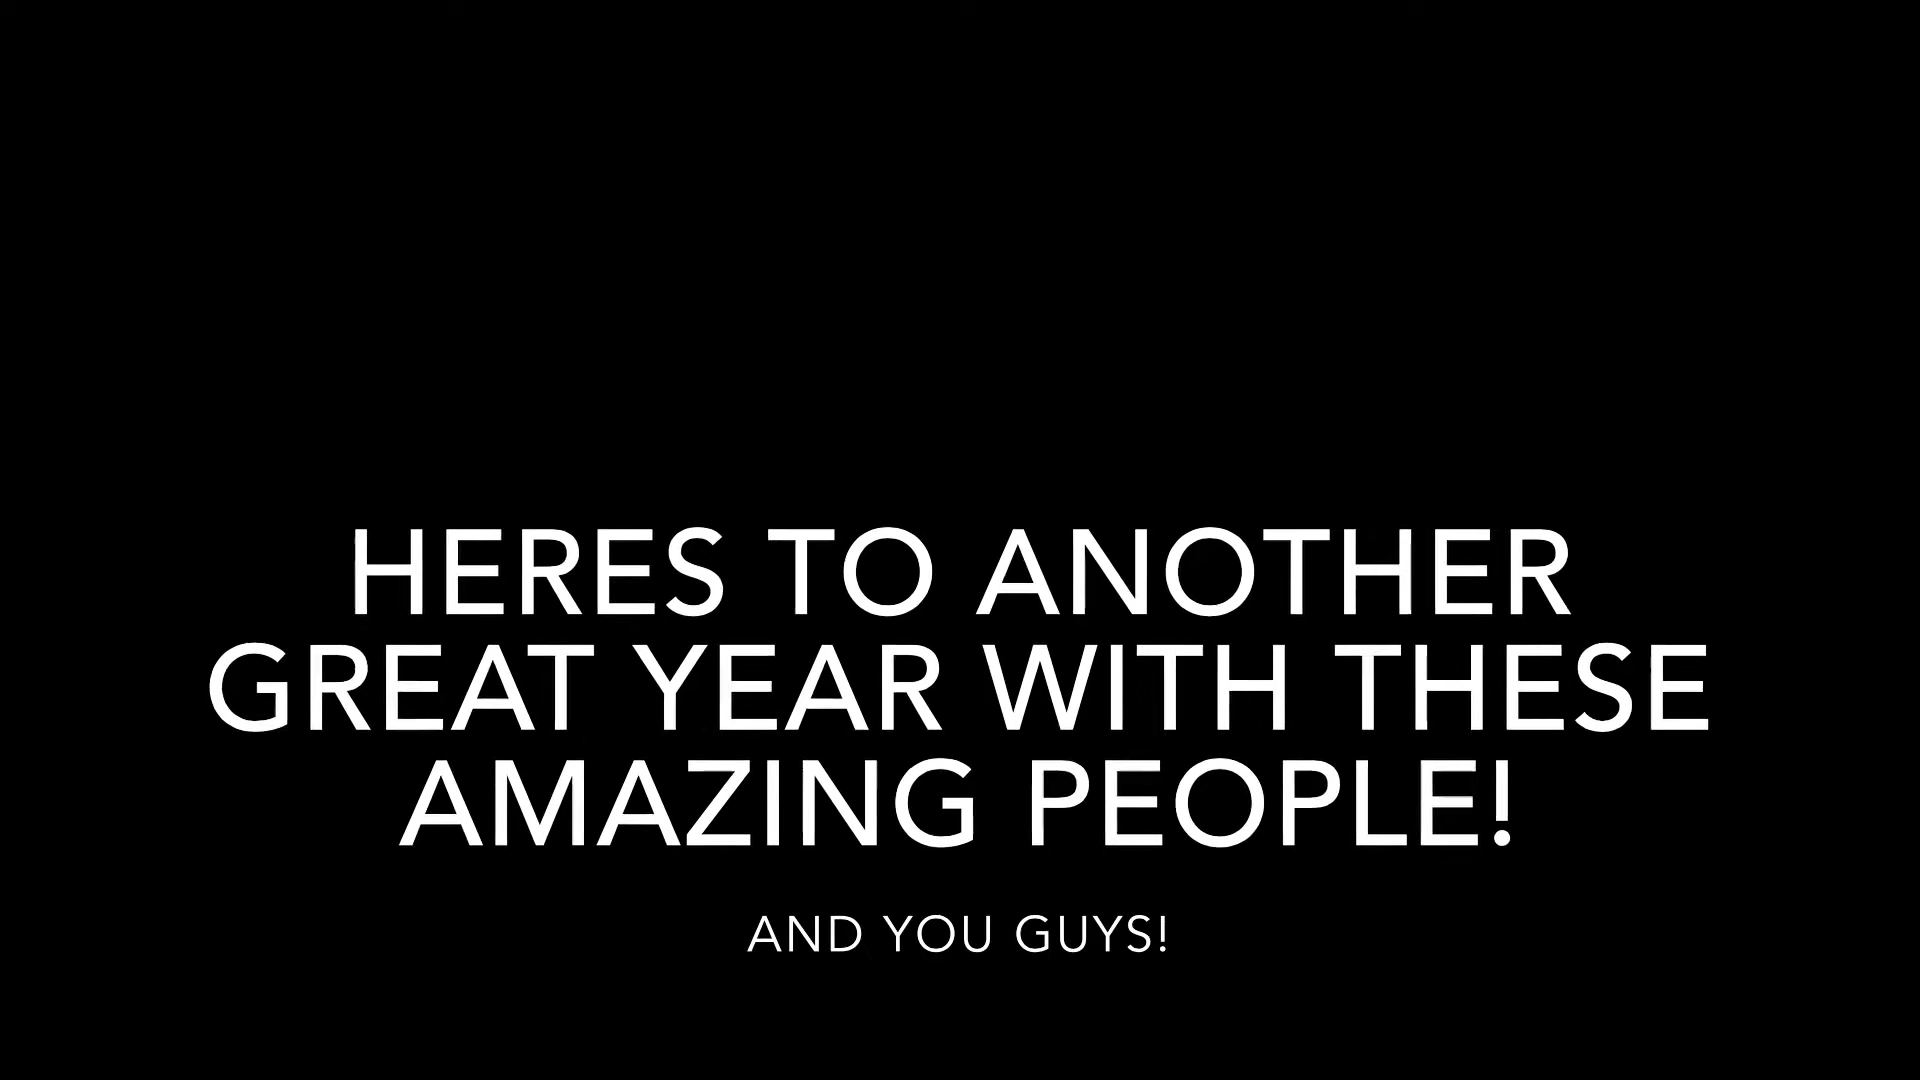 HERES TO ANOTHER
GREAT YEAR WITH THESE
AMAZING PEOPLE!
AND YOU GUYS!